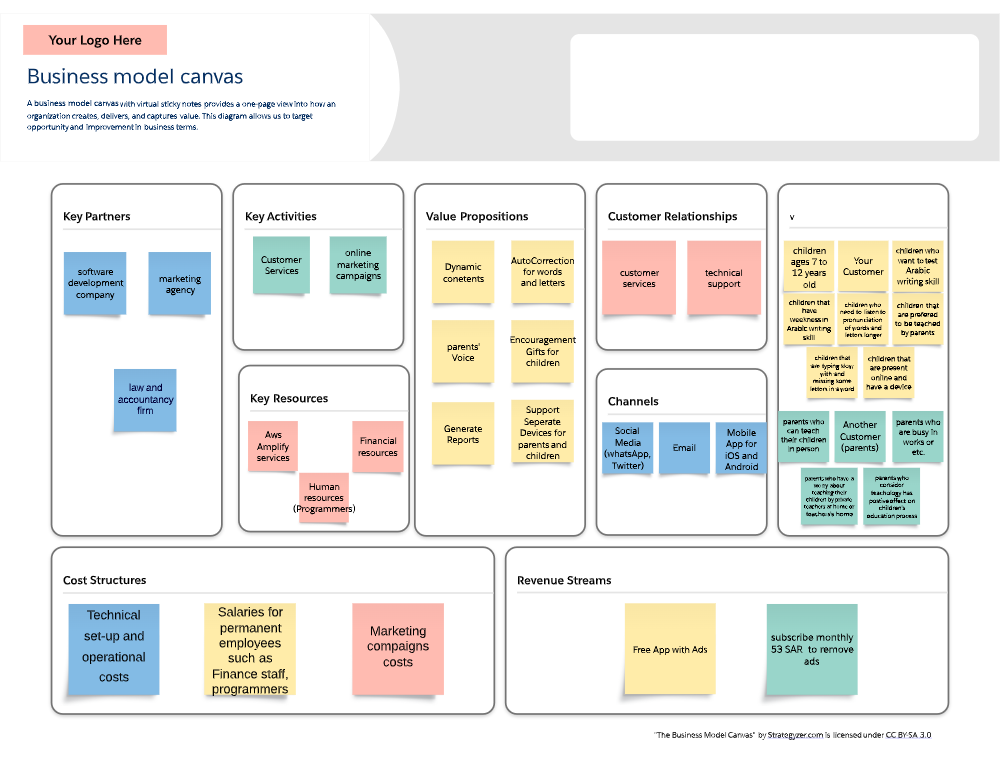 Your Logo Here
Business model canvas
A business model canvas with virtual sticky notes provides a one-page view into how an
organization creates, delivers, and captures value. This diagram allows us to target
opportunity and improvement in business terms.
Key Partners
software
development
company
marketing
agency
law and
accountancy
firm
Key Activities
Customer
Services
online
marketing
campaigns
Key Resources
Aws
Amplify
services
Financial
resources
Human
resources
(Programmers)
Value Propositions
Dynamic
conetents
AutoCorrection
for words
and letters
parents'
Voice
Encouragement
Gifts for
children
Generate
Reports
Support
Seperate
Devices for
parents and
children
Customer Relationships
customer
services
technical
support
Channels
Social
Media
(whatsApp,
Twitter)
Email
Mobile
App for
iOS and
Android
v
children
ages 7 to
12 years
old
Your
Customer
children who
want to test
Arabic
writing skill
children that
have
weekness in
Arabic writing
skill
children who
need to listen to
pronunciation
of words and
letters longer
children that
are prefered
to be teached
by parents
children that
are typing slow
with and
missing some
letters in a word
children that
are present
online and
have a device
parents who
can teach
their children
in person
Another
Customer
(parents)
parents who
are busy in
works or
etc.
parents who have a
worry about
teaching their
children by private
teachers at home or
teachers's home
parents who
consider
teachology has
postive effect on
children's
education process
Cost Structures
Technical
set-up and
operational
costs
Salaries for
permanent
employees
such as
Finance staff,
programmers
Marketing
compaigns
costs
Revenue Streams
Free App with Ads
subscribe monthly
53 SAR to remove
ads
"The Business Model Canvas" by Strategyzer.com is licensed under CC BY-SA 3.0